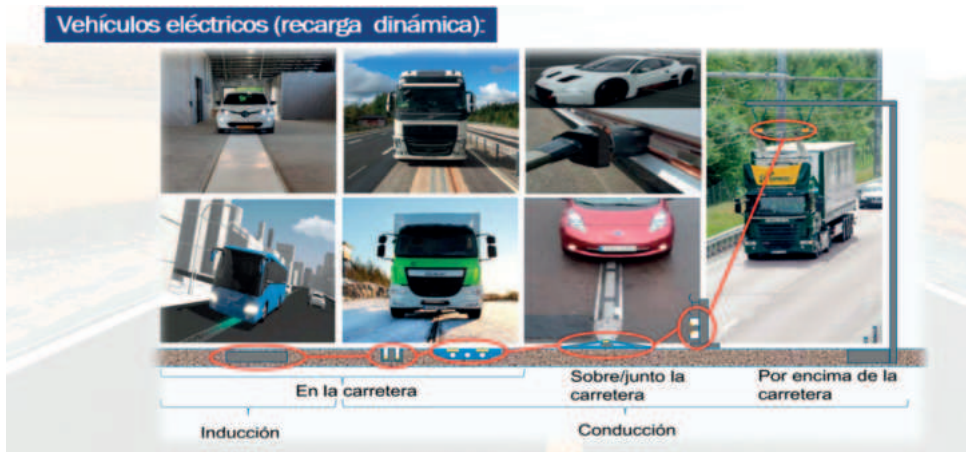 Vehículos eléctricos (recarga dinámica):
En la carretera
Sobre/junto la
carretera
Por encima de la
carretera
Inducción
Conducción